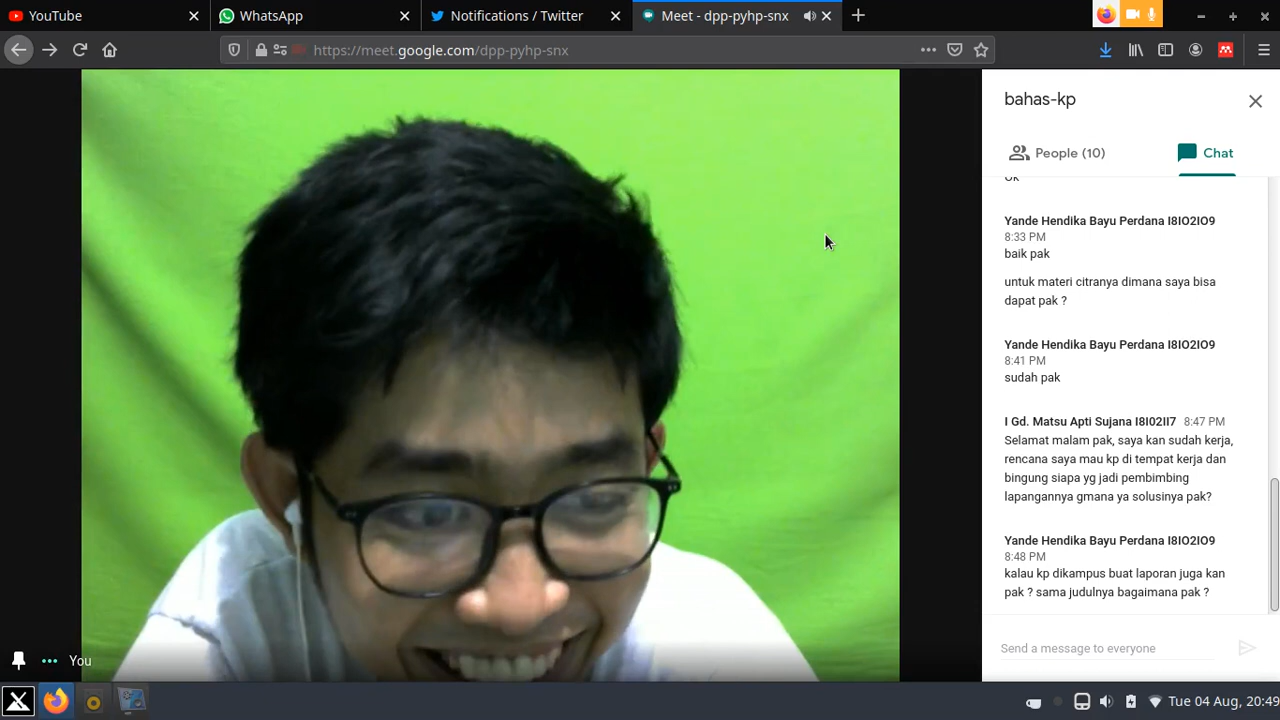 YouTube
WhatsApp
Notifications / Twitter
Meet - dpp-pyhp-snx
https://meet.google.com/dpp-pyhp-snx
bahas-kp
People (10)
Chat
Yande Hendika Bayu Perdana I8IO2IO9
8:33 PM
baik pak
untuk materi citranya dimana saya bisa
dapat pak ?
Yande Hendika Bayu Perdana I8IO2IO9
8:41 PM
sudah pak
I Gd. Matsu Apti Sujana I8I02II7 8:47 PM
Selamat malam pak, saya kan sudah kerja,
rencana saya mau kp di tempat kerja dan
bingung siapa yg jadi pembimbing
lapangannya gmana ya solusinya pak?
Yande Hendika Bayu Perdana I8IO2IO9
8:48 PM
kalau kp dikampus buat laporan juga kan
pak ? sama judulnya bagaimana pak ?
Send a message to everyone
You
Tue 04 Aug, 20:49